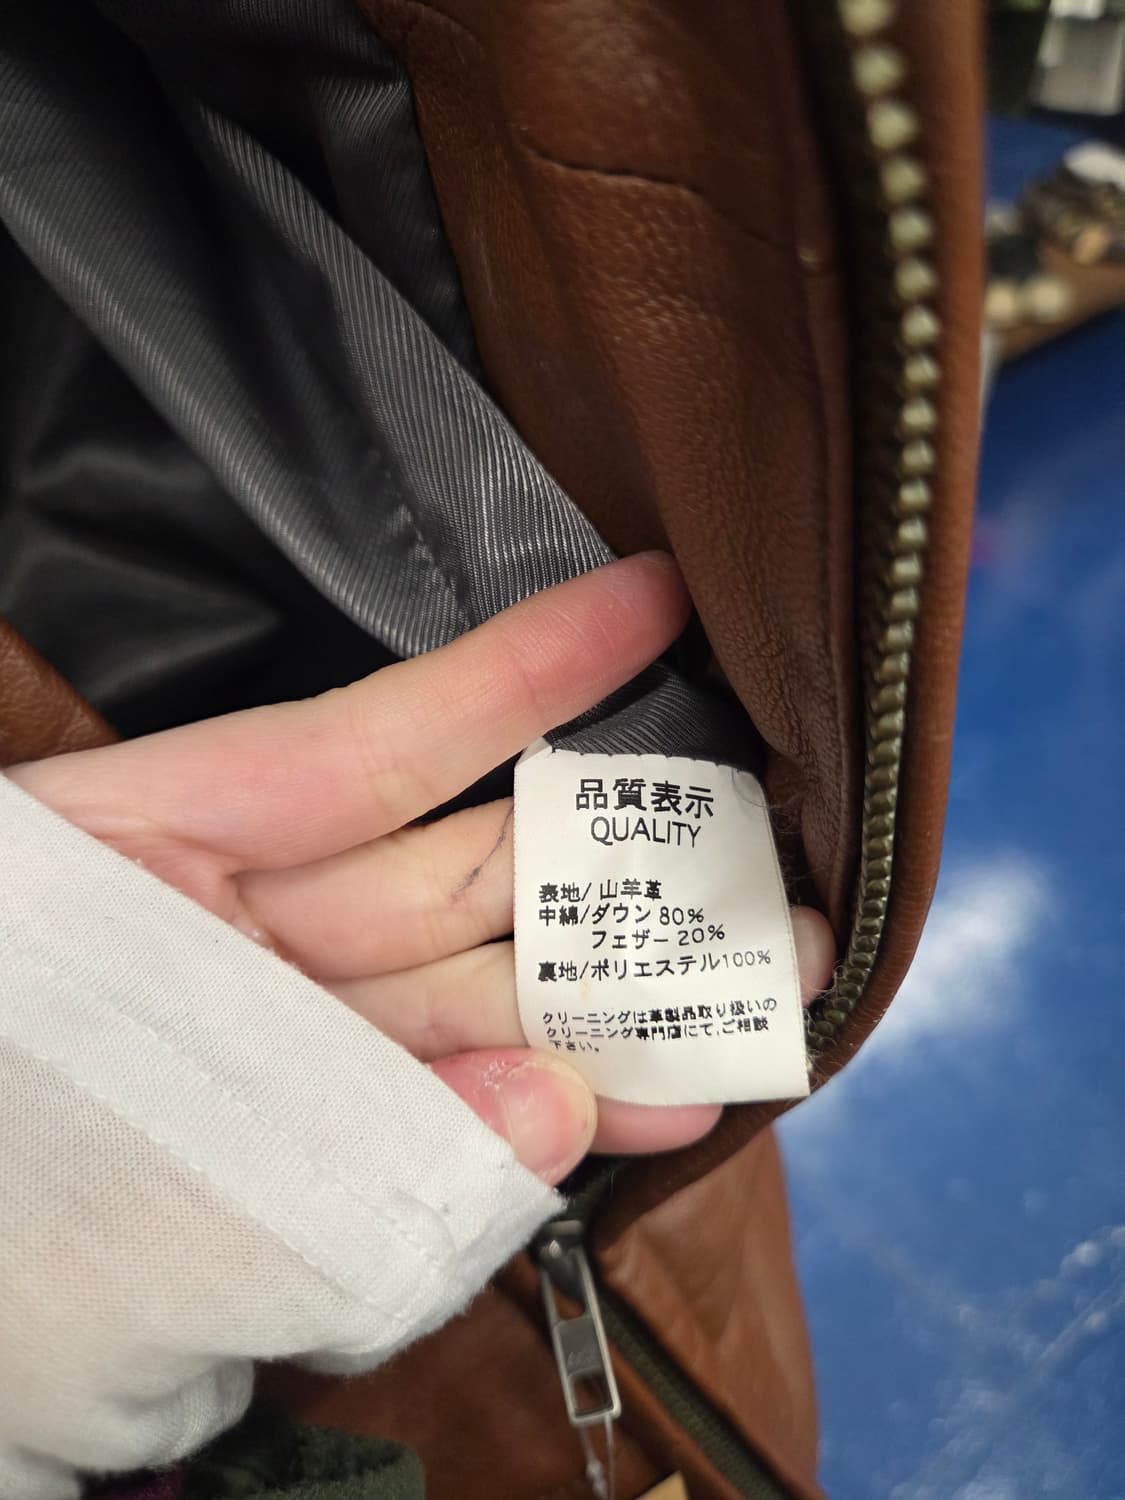 品質表示
QUALITY
表地/山羊革
中綿/ダウン 80%
フェザー 20%
裏地/ポリエステル100%
クリーニングは革製品取り扱いの
クリーニング専門店にて、ご相談
下さい。